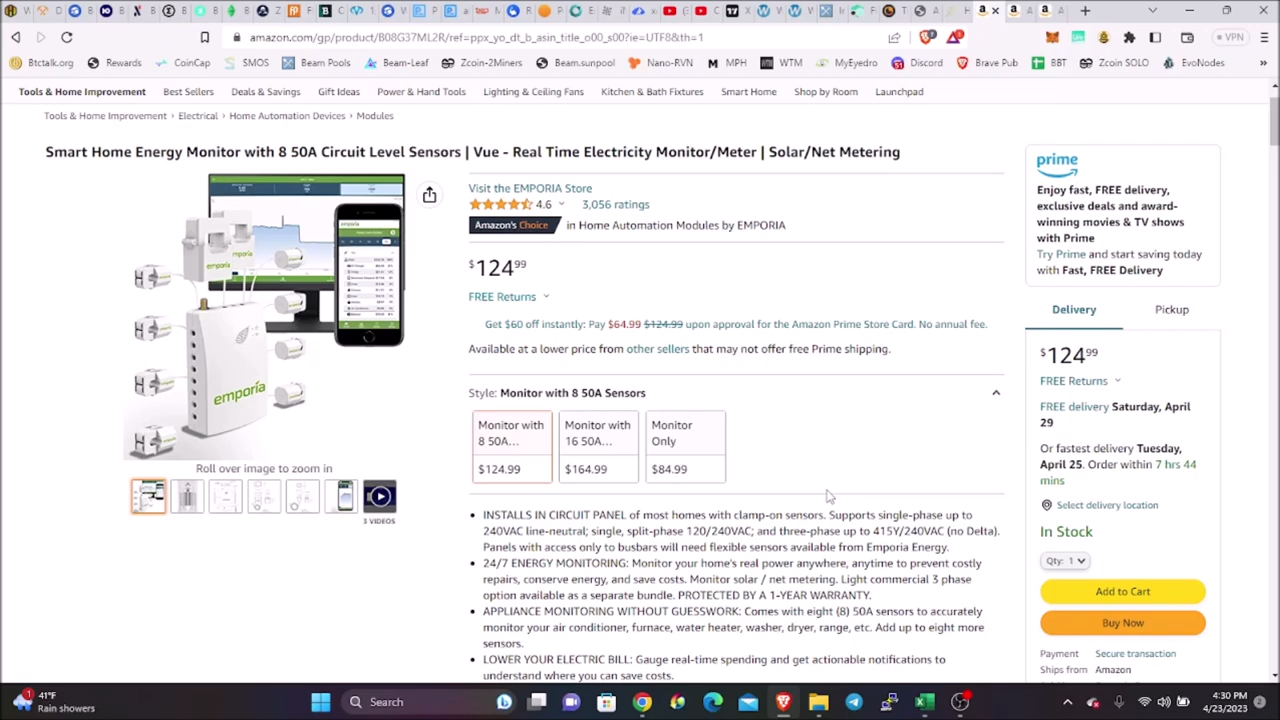 amazon.com/gp/product/B08G37ML2R/ref=ppx_yo_dt_b_asin_title_o00_s00?ie=UTF8&th=1
VPN
Btctalk.org Rewards CoinCap SMOS Beam Pools Beam-Leaf Zcoin-2Miners Beam.sunpool Nano-RVN MPH WTM MyEyedro Discord Brave Pub BBT Zcoin SOLO EvoNodes
Tools & Home Improvement Best Sellers Deals & Savings Gift Ideas Power & Hand Tools Lighting & Ceiling Fans Kitchen & Bath Fixtures Smart Home Shop by Room Launchpad
Tools & Home Improvement › Electrical › Home Automation Devices › Modules
Smart Home Energy Monitor with 8 50A Circuit Level Sensors | Vue - Real Time Electricity Monitor/Meter | Solar/Net Metering
Visit the EMPORIA Store
4.6 3,056 ratings
Amazon's Choice in Home Automation Modules by EMPORIA
$124.99
FREE Returns
Get $60 off instantly: Pay $64.99 $124.99 upon approval for the Amazon Prime Store Card. No annual fee.
Available at a lower price from other sellers that may not offer free Prime shipping.
Style: Monitor with 8 50A Sensors
Monitor with 8 50A...
$124.99
Monitor with 16 50A...
$164.99
Monitor Only
$84.99
emporia
Roll over image to zoom in
3 VIDEOS
• INSTALLS IN CIRCUIT PANEL of most homes with clamp-on sensors. Supports single-phase up to
240VAC line-neutral; single, split-phase 120/240VAC; and three-phase up to 415Y/240VAC (no Delta).
Panels with access only to busbars will need flexible sensors available from Emporia Energy.
• 24/7 ENERGY MONITORING: Monitor your home's real power anywhere, anytime to prevent costly
repairs, conserve energy, and save costs. Monitor solar / net metering. Light commercial 3 phase
option available as a separate bundle. PROTECTED BY A 1-YEAR WARRANTY.
• APPLIANCE MONITORING WITHOUT GUESSWORK: Comes with eight (8) 50A sensors to accurately
monitor your air conditioner, furnace, water heater, washer, dryer, range, etc. Add up to eight more
sensors.
• LOWER YOUR ELECTRIC BILL: Gauge real-time spending and get actionable notifications to
understand where you can save costs.
prime
Enjoy fast, FREE delivery,
exclusive deals and award-
winning movies & TV shows
with Prime
Try Prime and start saving today
with Fast, FREE Delivery
Delivery Pickup
$124.99
FREE Returns
FREE delivery Saturday, April
29
Or fastest delivery Tuesday,
April 25. Order within 7 hrs 44
mins
Select delivery location
In Stock
Qty: 1
Add to Cart
Buy Now
Payment Secure transaction
Ships from Amazon
41°F
Rain showers
Search
4:30 PM
4/23/2023